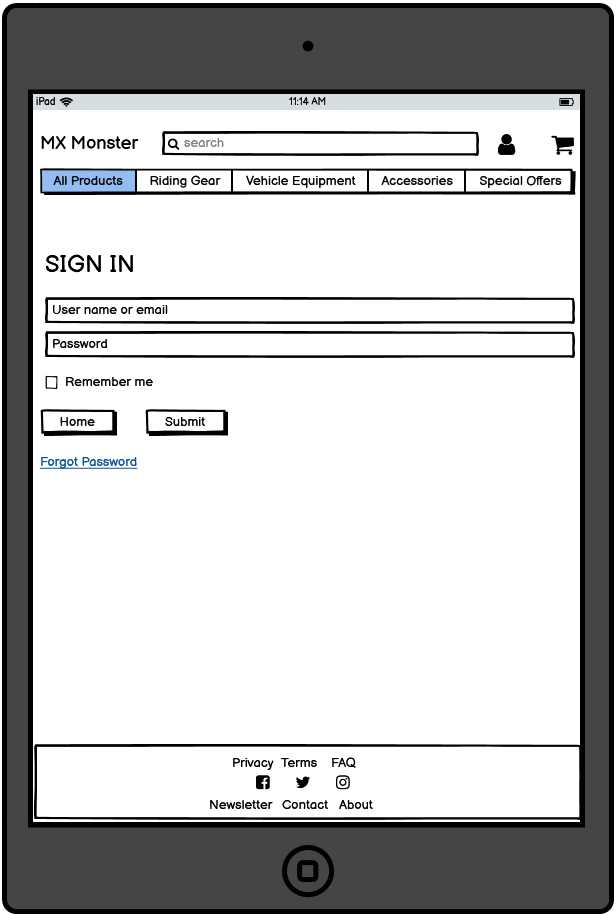 iPad 11:14 AM
MX Monster search
All Products Riding Gear Vehicle Equipment Accessories Special Offers
SIGN IN
User name or email
Password
Remember me
Home Submit
Forgot Password
Privacy Terms FAQ
Newsletter Contact About